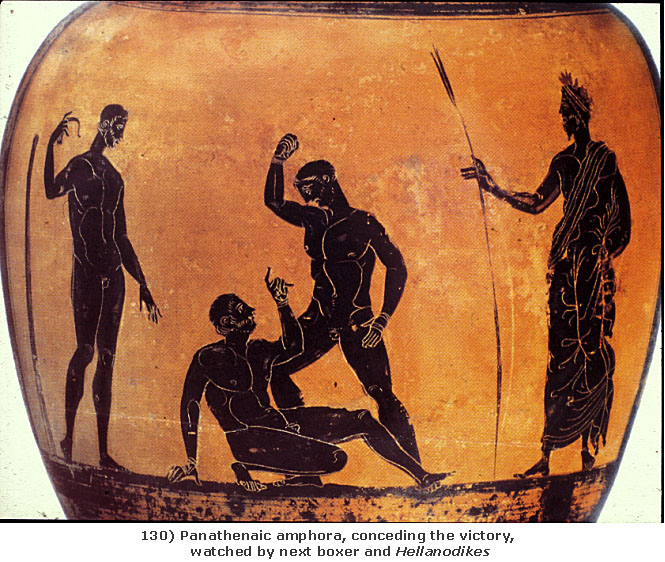 130) Panathenaic amphora, conceding the victory,
watched by next boxer and Hellanodikes